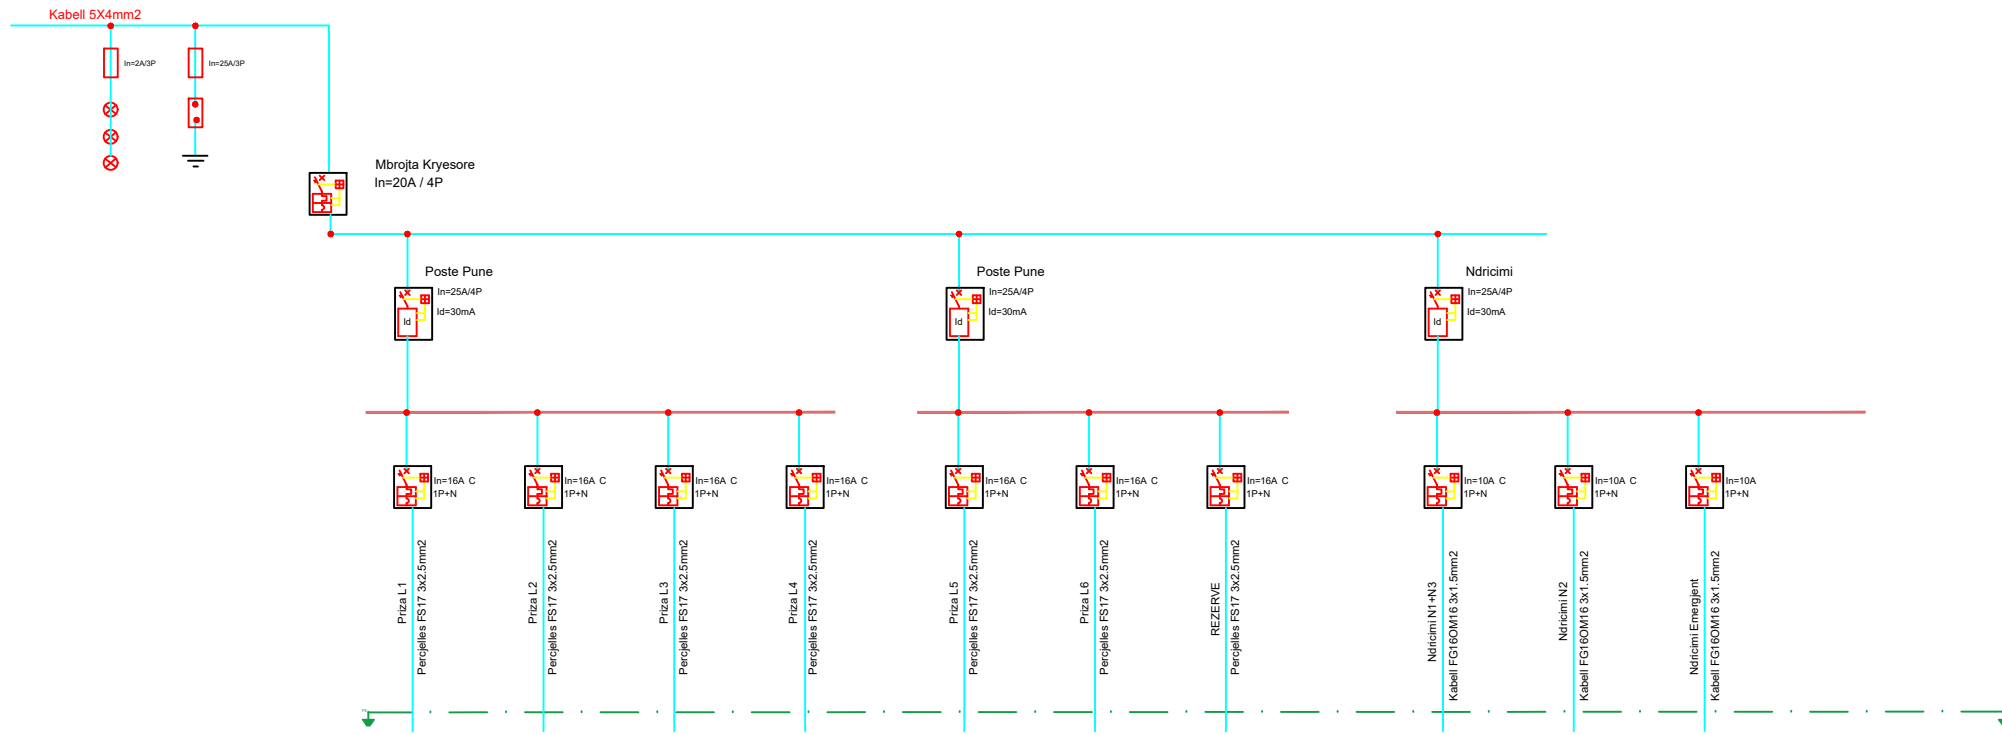 Kabell 5X4mm2
In=2A/3P
In=25A/3P
Mbrojta Kryesore
In=20A / 4P
Poste Pune
In=25A/4P
Id=30mA
Id
Poste Pune
In=25A/4P
Id=30mA
Id
Ndricimi
In=25A/4P
Id=30mA
Id
In=16A C
1P+N
In=16A C
1P+N
In=16A C
1P+N
In=16A C
1P+N
In=16A C
1P+N
In=16A C
1P+N
In=16A C
1P+N
In=10A C
1P+N
In=10A C
1P+N
In=10A
1P+N
Priza L1
Percjelles FS17 3x2.5mm2
Priza L2
Percjelles FS17 3x2.5mm2
Priza L3
Percjelles FS17 3x2.5mm2
Priza L4
Percjelles FS17 3x2.5mm2
Priza L5
Percjelles FS17 3x2.5mm2
Priza L6
Percjelles FS17 3x2.5mm2
REZERVE
Percjelles FS17 3x2.5mm2
Ndricimi N1+N3
Kabell FG16OM16 3x1.5mm2
Ndricimi N2
Kabell FG16OM16 3x1.5mm2
Ndricimi Emergjent
Kabell FG16OM16 3x1.5mm2